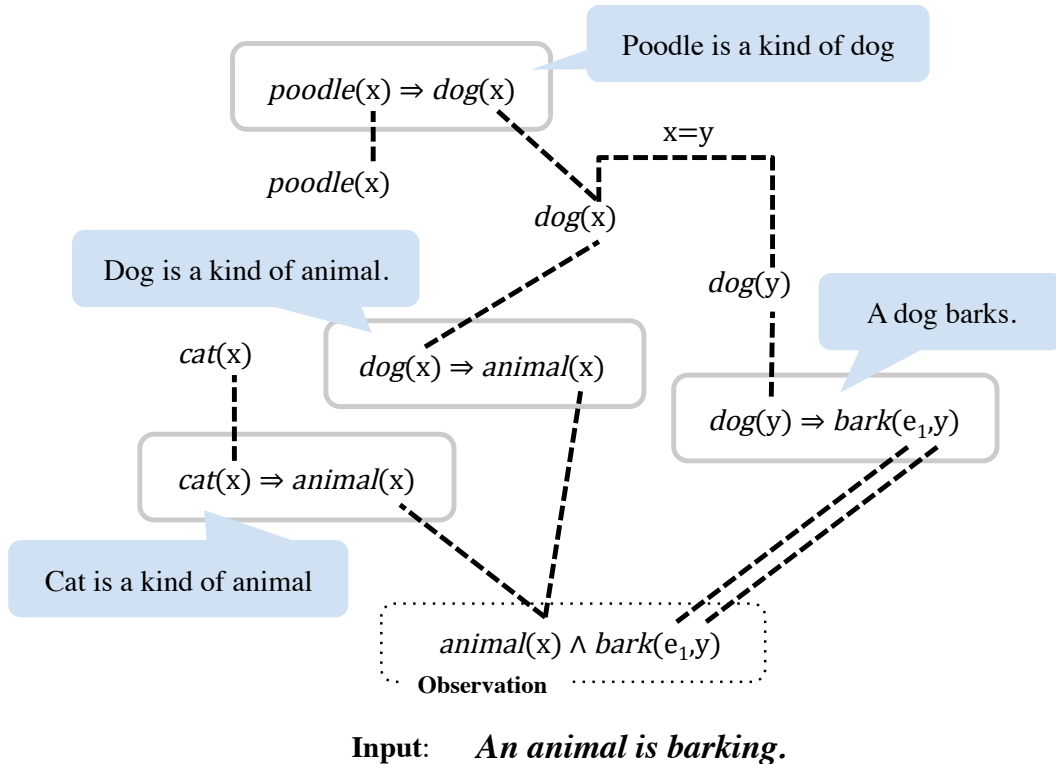 Poodle is a kind of dog
poodle(x) ⇒ dog(x)
x=y
poodle(x)
dog(x)
Dog is a kind of animal.
dog(y)
A dog barks.
cat(x)
dog(x) ⇒ animal(x)
dog(y) ⇒ bark(e₁,y)
cat(x) ⇒ animal(x)
Cat is a kind of animal
animal(x) ∧ bark(e₁,y)
Observation
Input: An animal is barking.